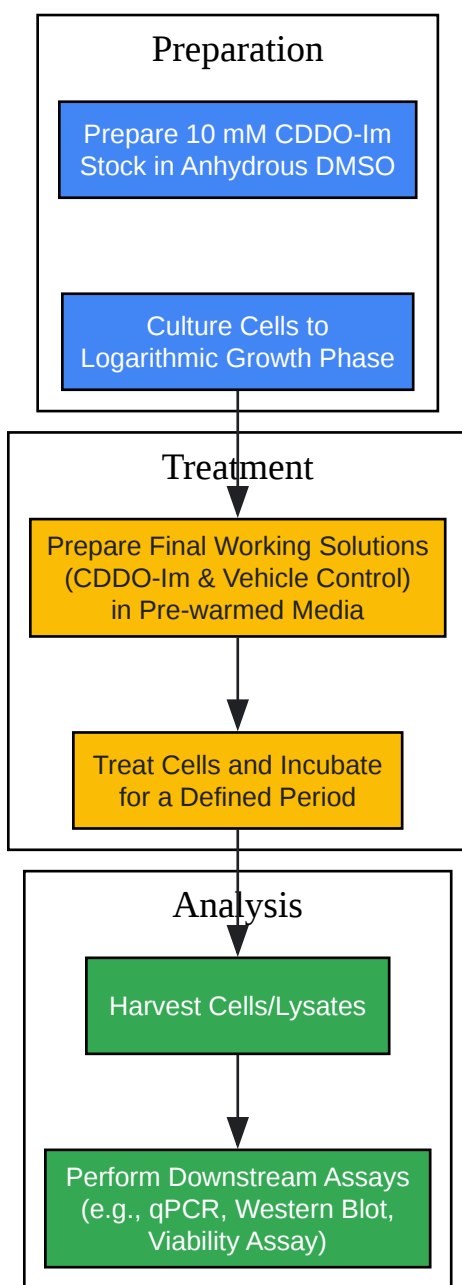 Preparation
Prepare 10 mM CDDO-Im
Stock in Anhydrous DMSO
Culture Cells to
Logarithmic Growth Phase
Treatment
Prepare Final Working Solutions
(CDDO-Im & Vehicle Control)
in Pre-warmed Media
Treat Cells and Incubate
for a Defined Period
Analysis
Harvest Cells/Lysates
Perform Downstream Assays
(e.g., qPCR, Western Blot,
Viability Assay)